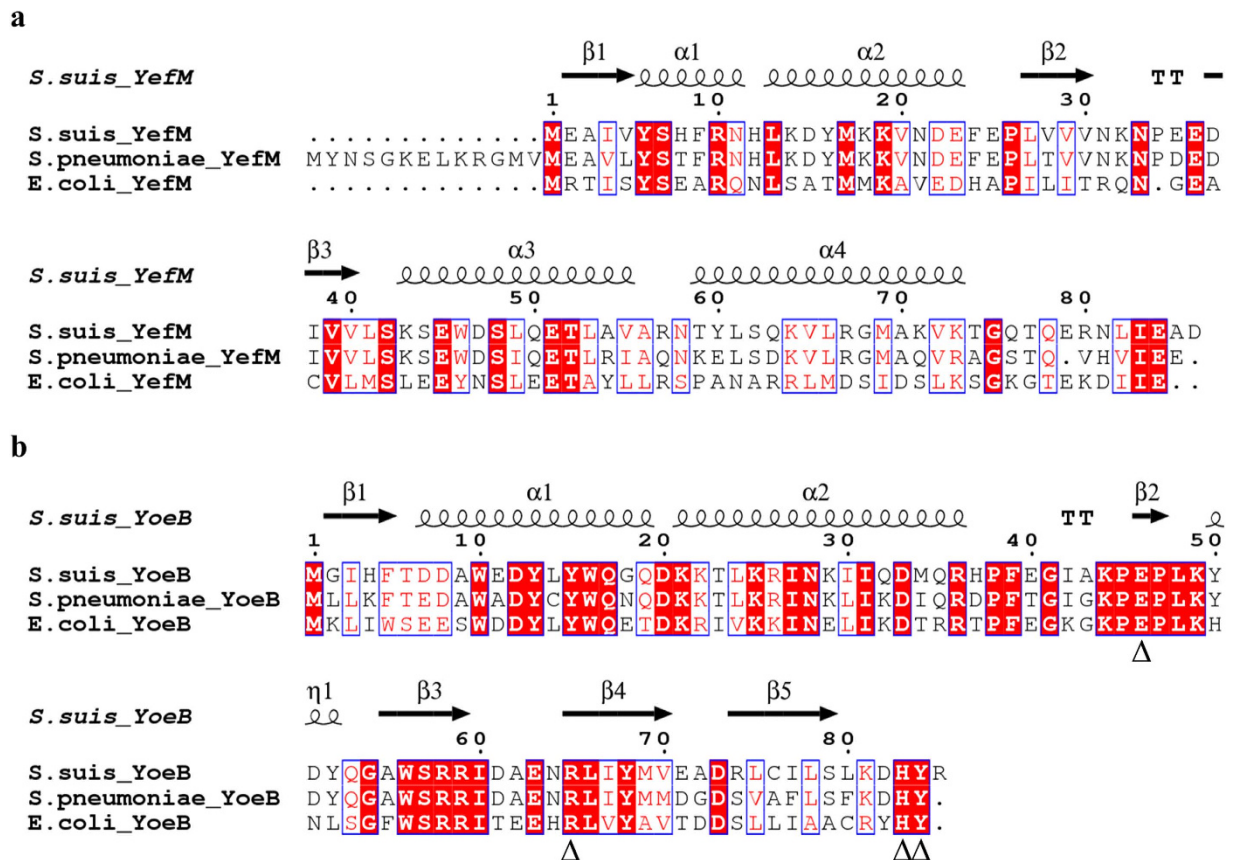 a
β1 α1 α2 β2
S.suis_YefM TT
1 10 20 30
S.suis_YefM .............MEAIVYSHFRNHLKDYMKKVNDEFEPLVVVNKNPEED
S.pneumoniae_YefM MYNSGKELKRGMVMEAVLYSTFRNHLKDYMKKVNDEFEPLTVVNKNPDED
E.coli_YefM .............MRTISYSEARQNLSATMMKAVEDHAPILITRQN.GEA
β3 α3 α4
S.suis_YefM
40 50 60 70 80
S.suis_YefM IVVLSKSEWDSLQETLAVARNTYLSQKVLRGMAKVKTGQTQERNLIEAD
S.pneumoniae_YefM IVVLSKSEWDSIQETLRIAQNKELSDKVLRGMAQVRAGSTQ.VHVIEE.
E.coli_YefM CVLMSLEEYNSLEETAYLLRSPANARRLMDSIDSLKSGKGTEKDIIE..
b
β1 α1 α2 β2
S.suis_YoeB TT
1 10 20 30 40 50
S.suis_YoeB MGIHFTDDAWEDYLYWQGQDKKTLKRINKIIQDMQRHPFEGIAKPEPLKY
S.pneumoniae_YoeB MLLKFTEDAWADYCYWQNQDKKTLKRINKLIKDIQRDPFTGIGKPEPLKY
E.coli_YoeB MKLIWSEESWDDYLYWQETDKRIVKKINELIKDTRRTPFEGKGKPEPLKH
Δ
η1 β3 β4 β5
S.suis_YoeB
60 70 80
S.suis_YoeB DYQGAWSRRIDAENRLIYMVEADRLCILSLKDHYR
S.pneumoniae_YoeB DYQGAWSRRIDAENRLIYMMDGDSVAFLSFKDHY.
E.coli_YoeB NLSGFWSRRITEEHRLVYAVTDDSLLIAACRYHY.
Δ ΔΔ